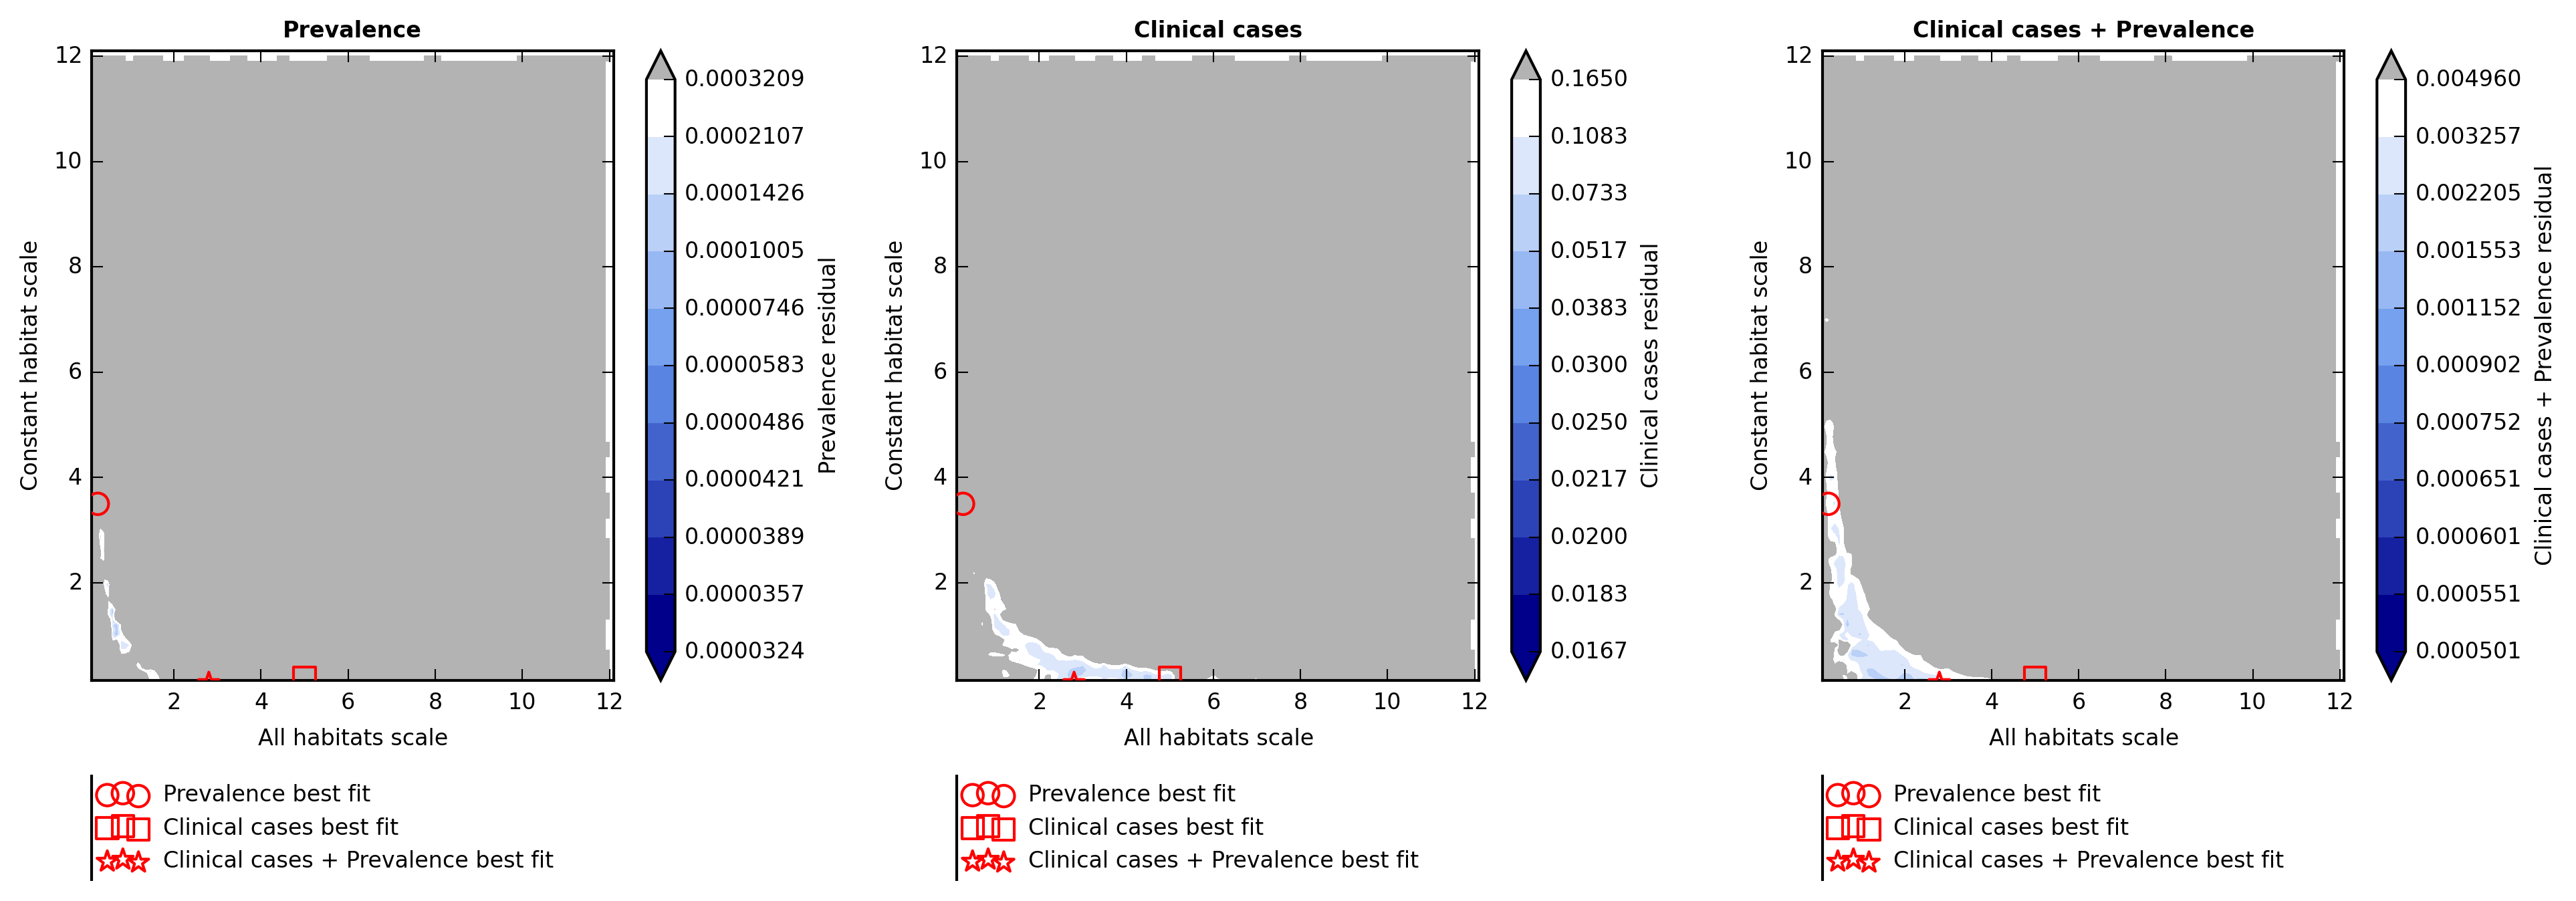 Prevalence
12
10
8
6
4
2
Constant habitat scale
2 4 6 8 10 12
All habitats scale
0.0003209
0.0002107
0.0001426
0.0001005
0.0000746
0.0000583
0.0000486
0.0000421
0.0000389
0.0000357
0.0000324
Prevalence residual
Prevalence best fit
Clinical cases best fit
Clinical cases + Prevalence best fit
Clinical cases
12
10
8
6
4
2
Constant habitat scale
2 4 6 8 10 12
All habitats scale
0.1650
0.1083
0.0733
0.0517
0.0383
0.0300
0.0250
0.0217
0.0200
0.0183
0.0167
Clinical cases residual
Prevalence best fit
Clinical cases best fit
Clinical cases + Prevalence best fit
Clinical cases + Prevalence
12
10
8
6
4
2
Constant habitat scale
2 4 6 8 10 12
All habitats scale
0.004960
0.003257
0.002205
0.001553
0.001152
0.000902
0.000752
0.000651
0.000601
0.000551
0.000501
Clinical cases + Prevalence residual
Prevalence best fit
Clinical cases best fit
Clinical cases + Prevalence best fit